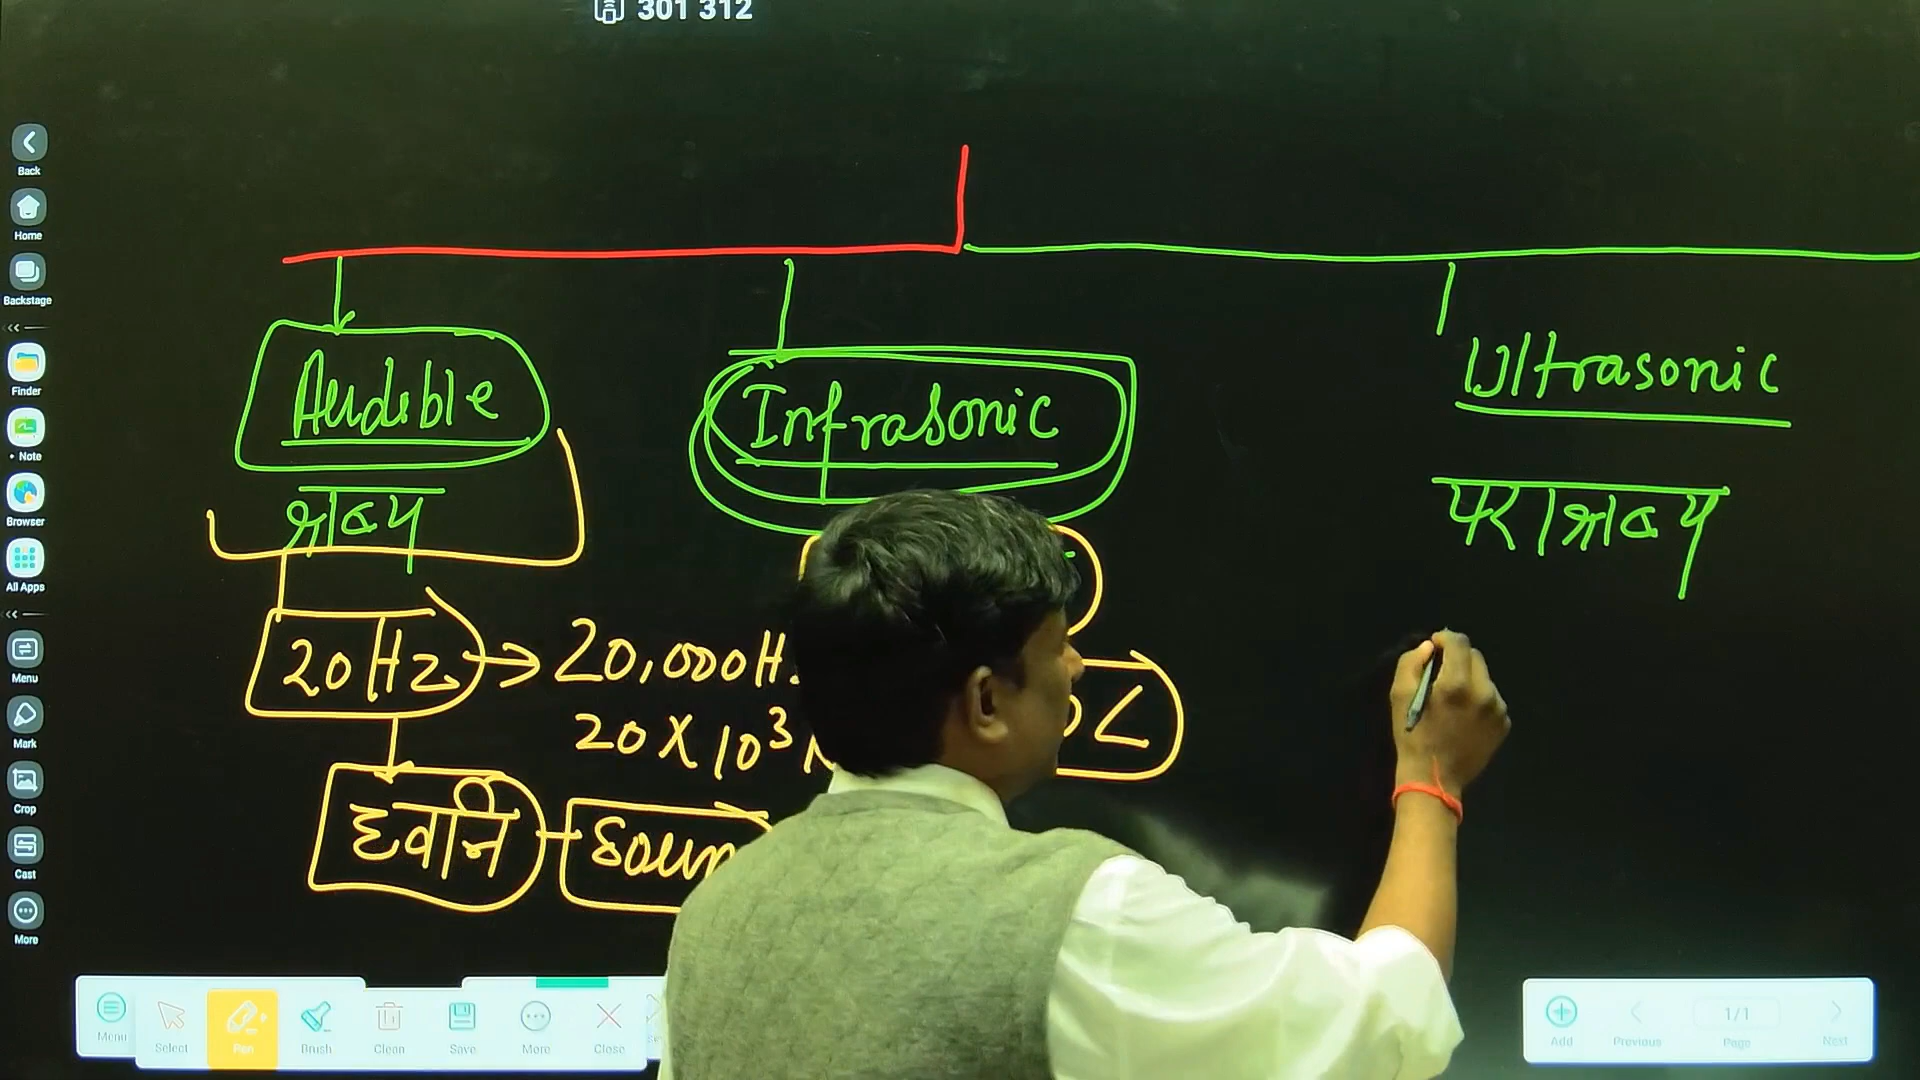 301 312
Back
Home
Backstage
Finder
Note
Browser
All Apps
Menu
Mark
Crop
Cast
More
Audible
श्राव्य
20 Hz → 20,000 H
20 X 10³
ध्वनि
Soun
Infrasonic
0 <
Ultrasonic
पराश्राव्य
Menu
Select
Pen
Brush
Clean
Save
More
Close
Add
Previous
1/1
Page
Next